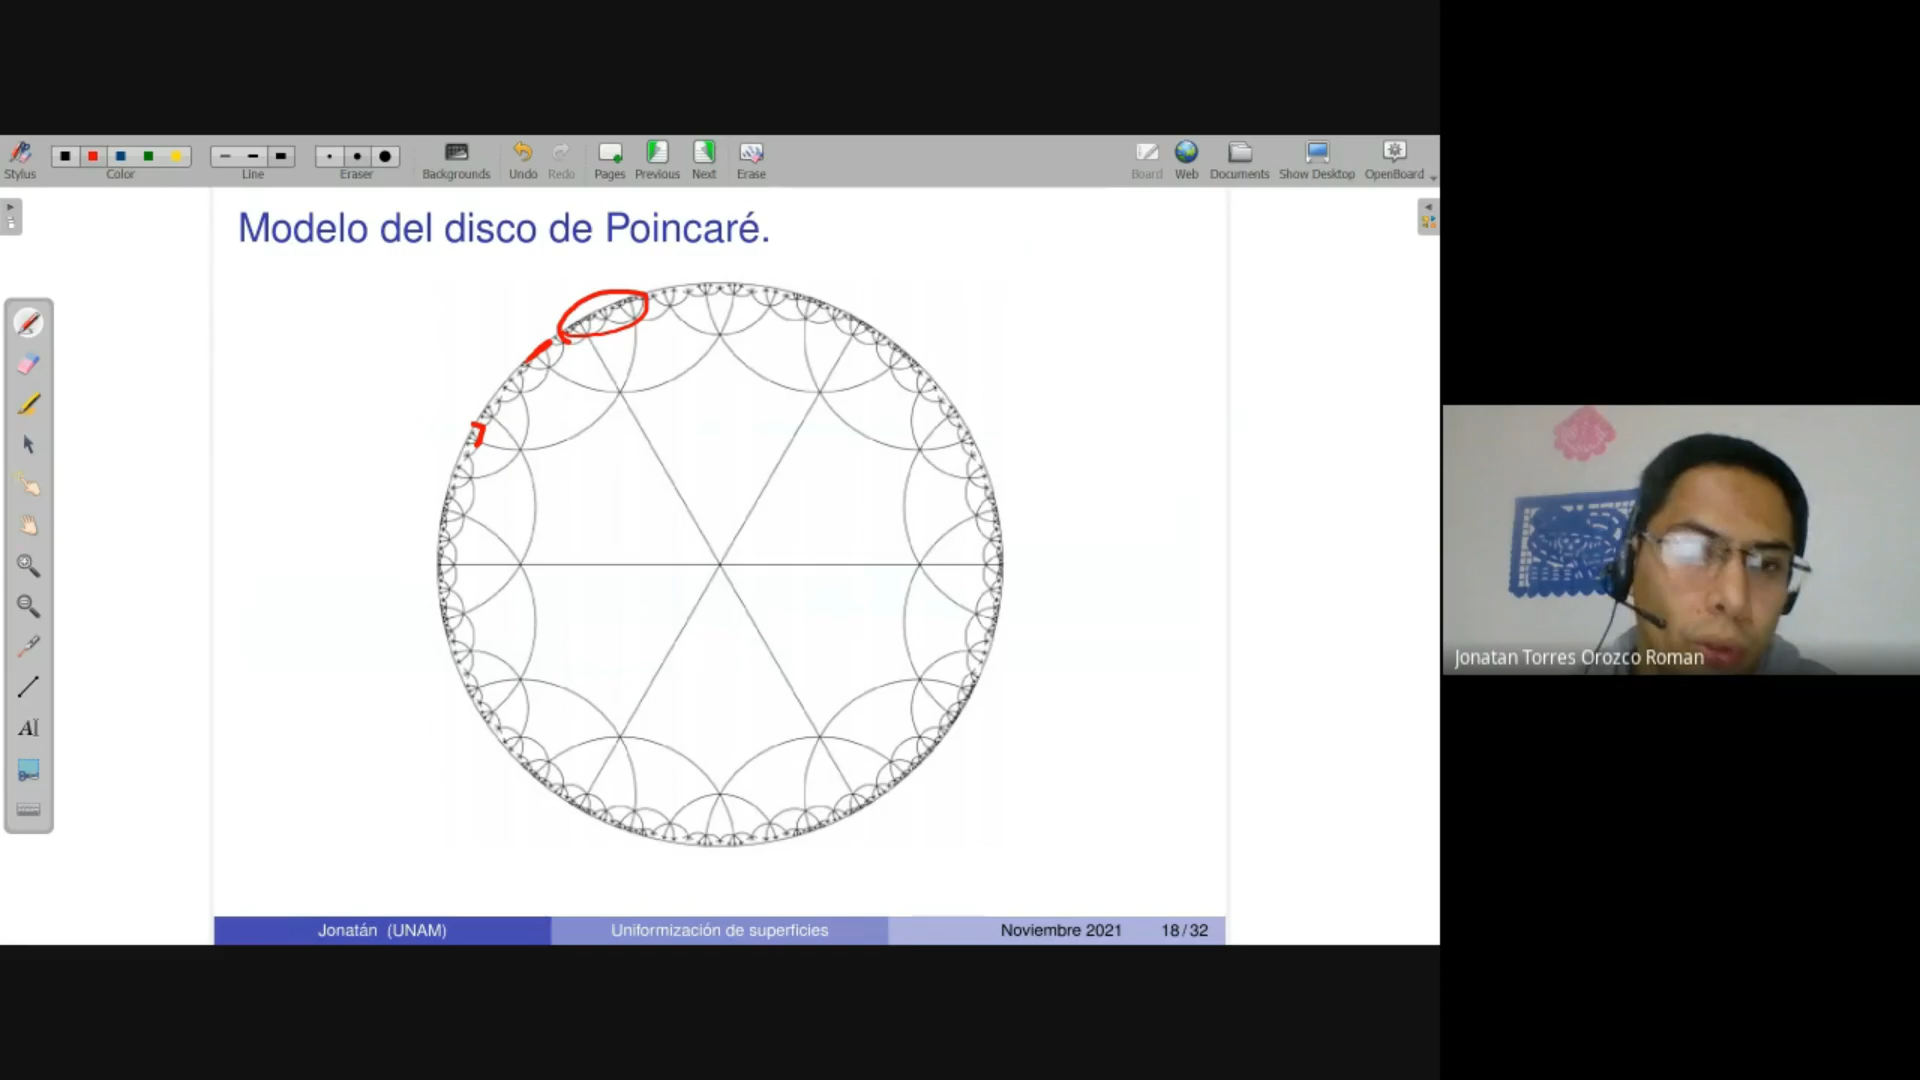 Stylus
Color
Line
Eraser
Backgrounds
Undo
Redo
Pages
Previous
Next
Erase
Board
Web
Documents
Show Desktop
OpenBoard
Modelo del disco de Poincaré.
AI
Jonatan Torres Orozco Roman
Jonatán (UNAM)
Uniformización de superficies
Noviembre 2021
18/32